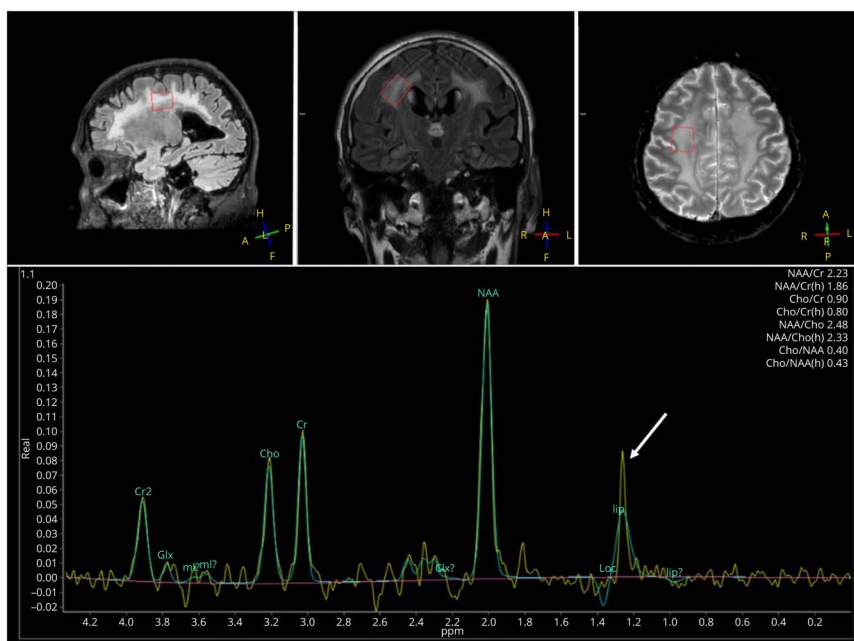 H
P
L
A
F
H
R
A
L
F
A
R
F
L
P
1.1
NAA/Cr 2.23
NAA/Cr(h) 1.86
Cho/Cr 0.90
Cho/Cr(h) 0.80
NAA/Cho 2.48
NAA/Cho(h) 2.33
Cho/NAA 0.40
Cho/NAA(h) 0.43
0.20
0.19
0.18
0.17
0.16
0.15
0.14
0.13
0.12
0.11
0.10
0.09
0.08
0.07
0.06
0.05
0.04
0.03
0.02
0.01
0.00
-0.01
-0.02
Real
Cr2
Glx
ml?
Cho
Cr
Glx?
NAA
Loc
lip
lip?
4.2 4.0 3.8 3.6 3.4 3.2 3.0 2.8 2.6 2.4 2.2 2.0 1.8 1.6 1.4 1.2 1.0 0.8 0.6 0.4 0.2 0.0
ppm